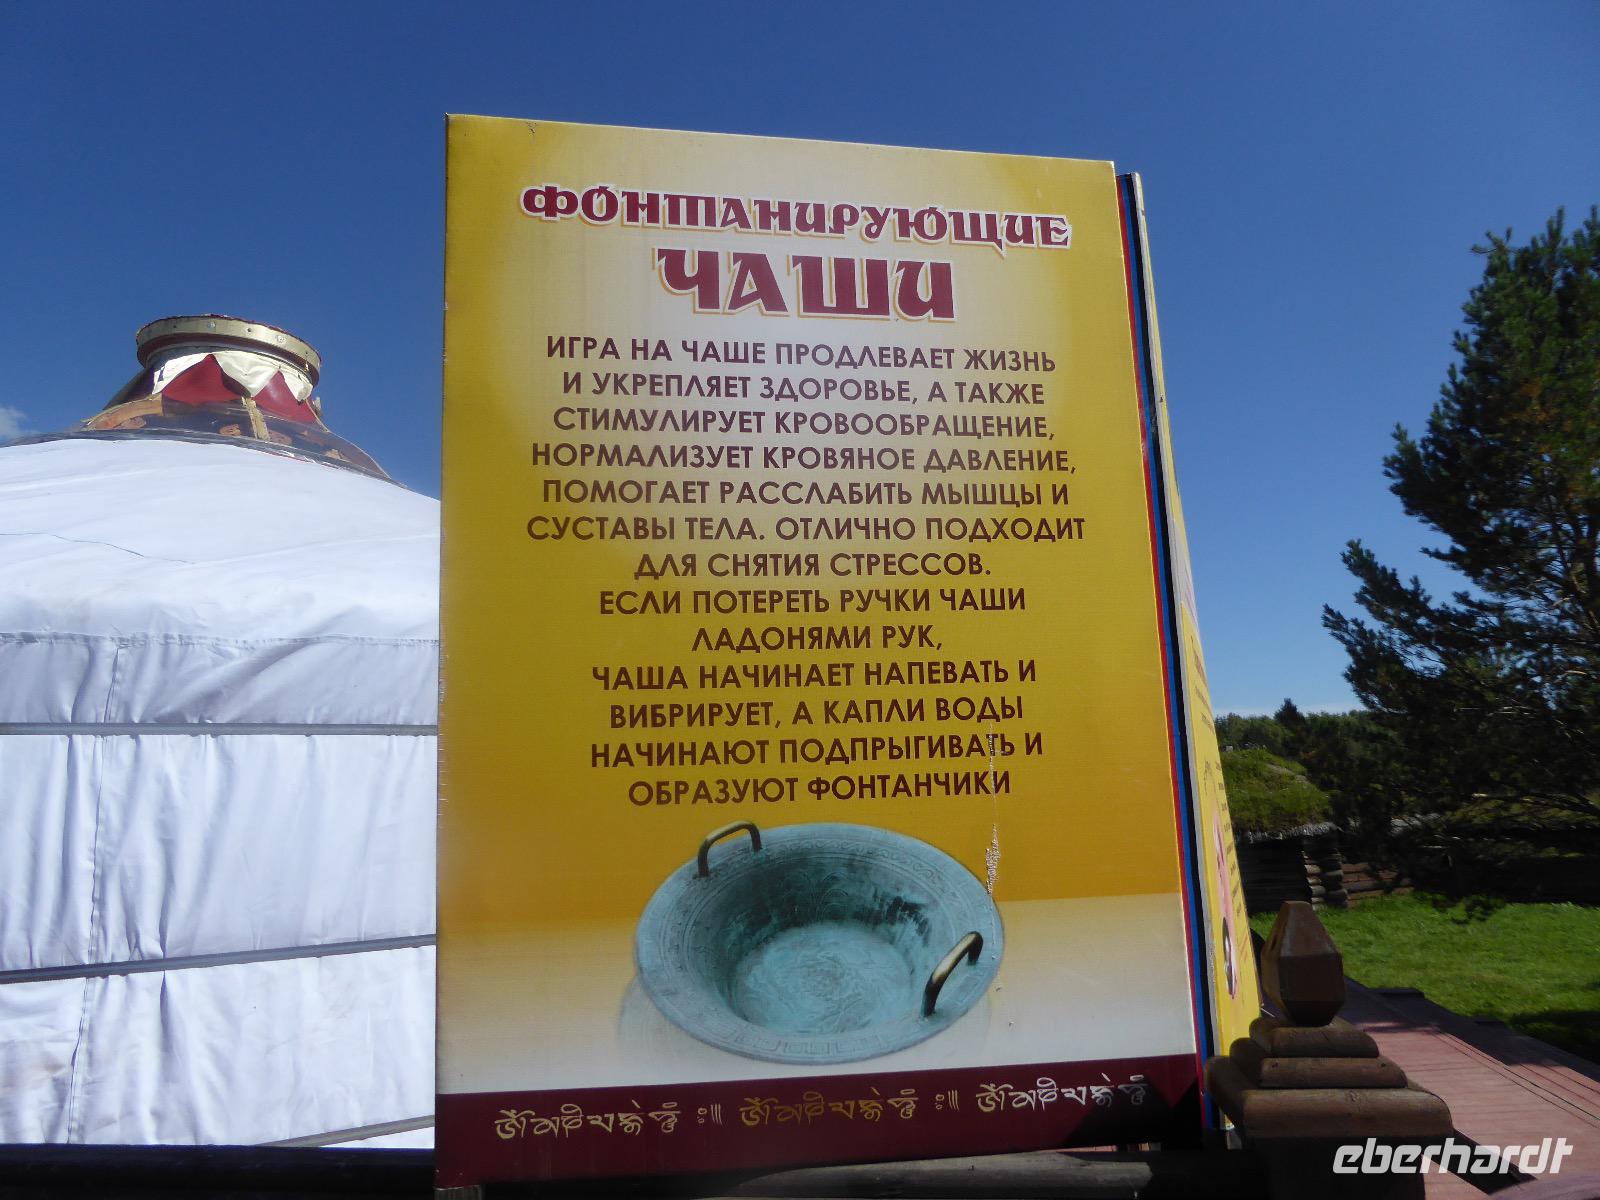 ФОНТАНИРУЮЩИЕ
ЧАШИ
ИГРА НА ЧАШЕ ПРОДЛЕВАЕТ ЖИЗНЬ
И УКРЕПЛЯЕТ ЗДОРОВЬЕ, А ТАКЖЕ
СТИМУЛИРУЕТ КРОВООБРАЩЕНИЕ,
НОРМАЛИЗУЕТ КРОВЯНОЕ ДАВЛЕНИЕ,
ПОМОГАЕТ РАССЛАБИТЬ МЫШЦЫ И
СУСТАВЫ ТЕЛА. ОТЛИЧНО ПОДХОДИТ
ДЛЯ СНЯТИЯ СТРЕССОВ.
ЕСЛИ ПОТЕРЕТЬ РУЧКИ ЧАШИ
ЛАДОНЯМИ РУК,
ЧАША НАЧИНАЕТ НАПЕВАТЬ И
ВИБРИРУЕТ, А КАПЛИ ВОДЫ
НАЧИНАЮТ ПОДПРЫГИВАТЬ И
ОБРАЗУЮТ ФОНТАНЧИКИ
eberhardt